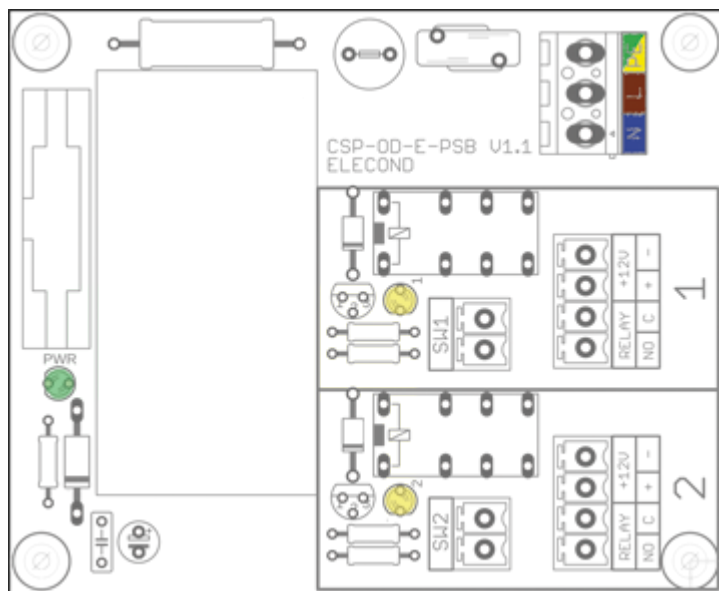 PE
L
N
CSP-OD-E-PSB V1.1
ELECOND
PWR
1
SW1
+12V
-
+
RELAY
C
NO
1
2
SW2
+12V
-
+
RELAY
C
NO
2